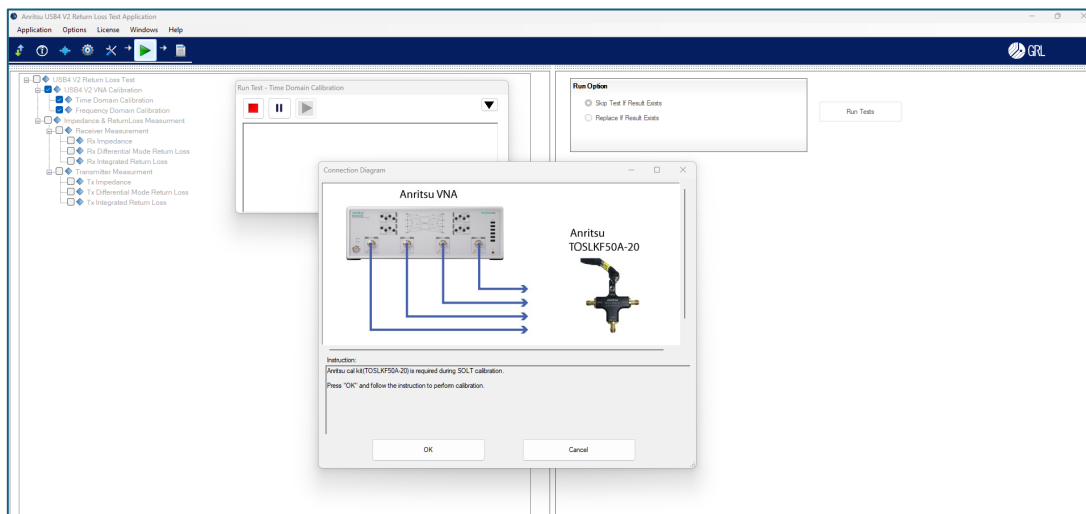 Anritsu USB4 V2 Return Loss Test Application
Application Options License Windows Help
GRL
USB4 V2 Return Loss Test
USB4 V2 VNA Calibration
Time Domain Calibration
Frequency Domain Calibration
Impedance & ReturnLoss Measurment
Receiver Measurement
Rx Impedance
Rx Differential Mode Return Loss
Rx Integrated Return Loss
Transmitter Measurment
Tx Impedance
Tx Differential Mode Return Loss
Tx Integrated Return Loss
Run Test - Time Domain Calibration
Run Option
Skip Test If Result Exists
Replace If Result Exists
Run Tests
Connection Diagram
Anritsu VNA
Anritsu
TOSLKF50A-20
Instruction:
Anritsu cal kit(TOSLKF50A-20) is required during SOLT calibration.
Press "OK" and follow the instruction to perform calibration.
OK
Cancel